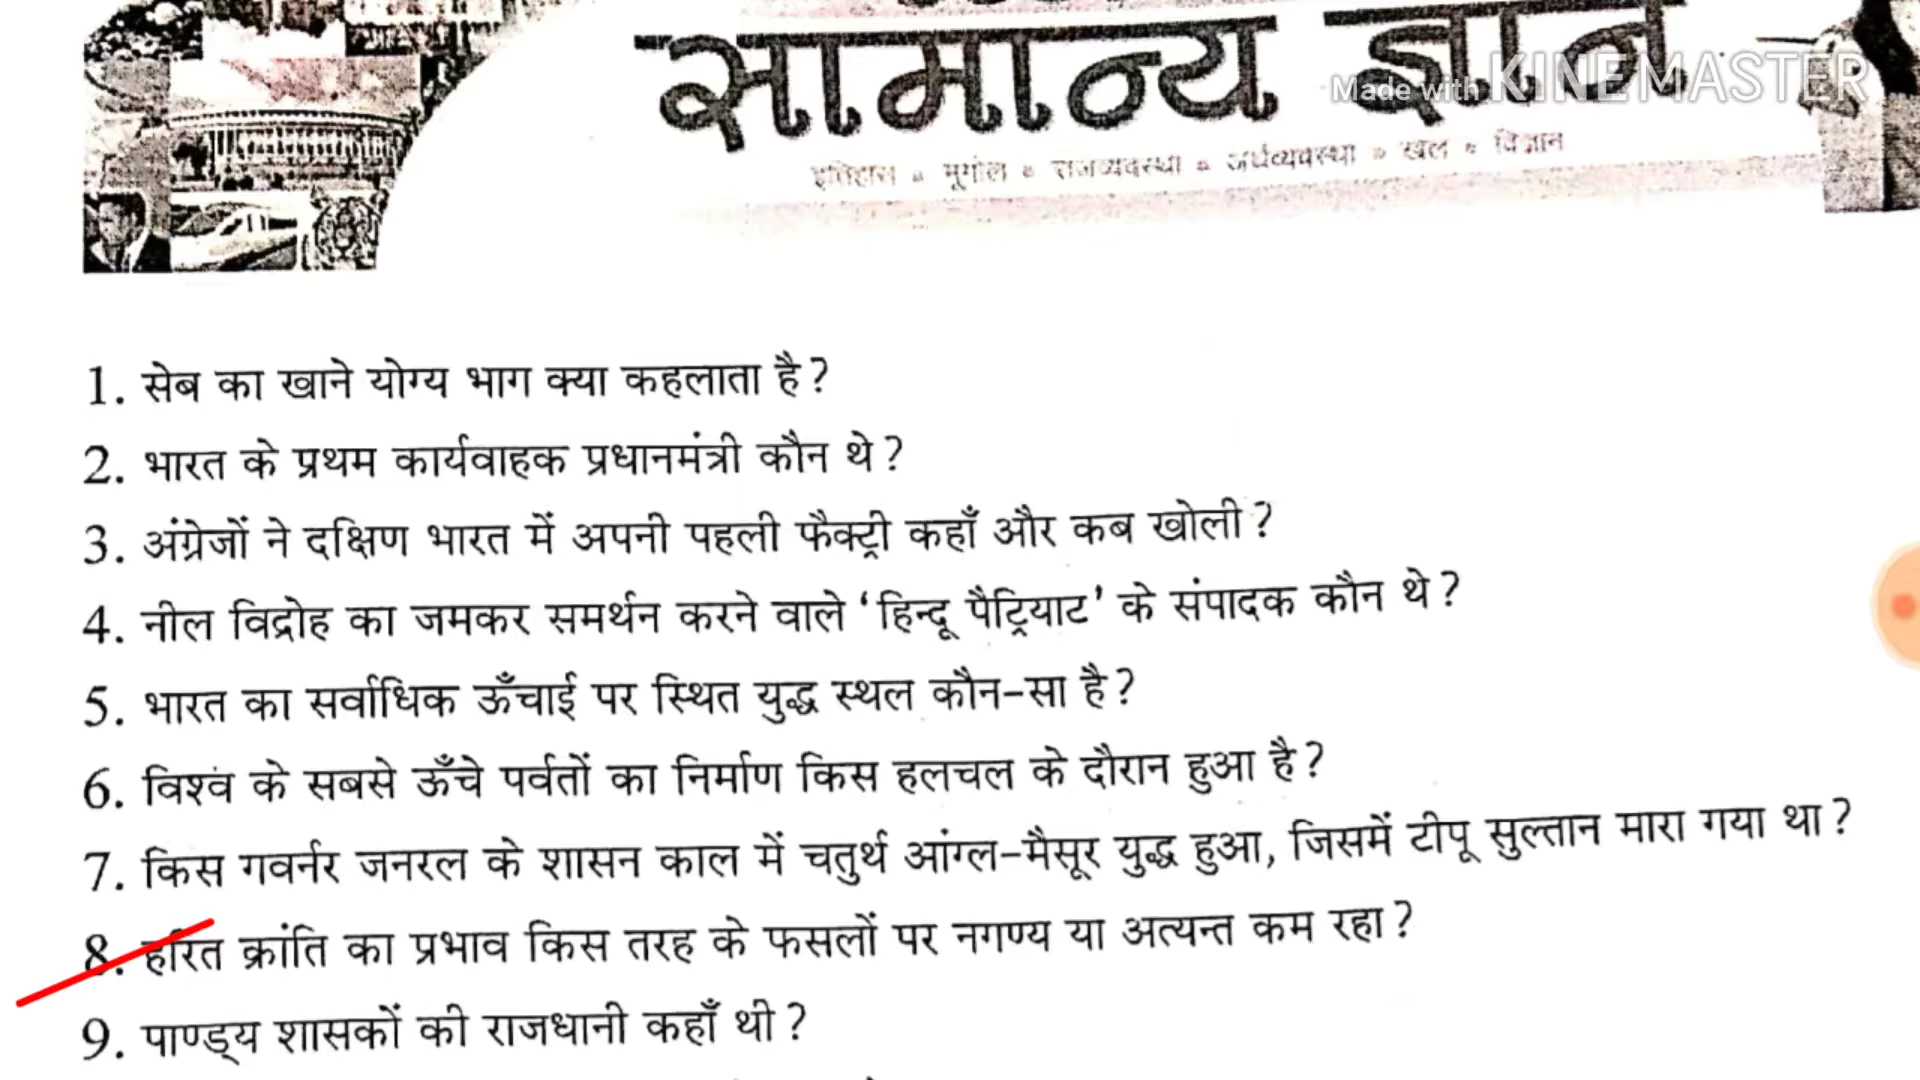 सामान्य ज्ञान
Made with KINEMASTER
इतिहास • भूगोल • राजव्यवस्था • अर्थव्यवस्था • खेल • विज्ञान
1. सेब का खाने योग्य भाग क्या कहलाता है?
2. भारत के प्रथम कार्यवाहक प्रधानमंत्री कौन थे?
3. अंग्रेजों ने दक्षिण भारत में अपनी पहली फैक्ट्री कहाँ और कब खोली?
4. नील विद्रोह का जमकर समर्थन करने वाले ‘हिन्दू पैट्रियाट’ के संपादक कौन थे?
5. भारत का सर्वाधिक ऊँचाई पर स्थित युद्ध स्थल कौन-सा है?
6. विश्व के सबसे ऊँचे पर्वतों का निर्माण किस हलचल के दौरान हुआ है?
7. किस गवर्नर जनरल के शासन काल में चतुर्थ आंग्ल-मैसूर युद्ध हुआ, जिसमें टीपू सुल्तान मारा गया था?
8. हरित क्रांति का प्रभाव किस तरह के फसलों पर नगण्य या अत्यन्त कम रहा?
9. पाण्ड्य शासकों की राजधानी कहाँ थी?